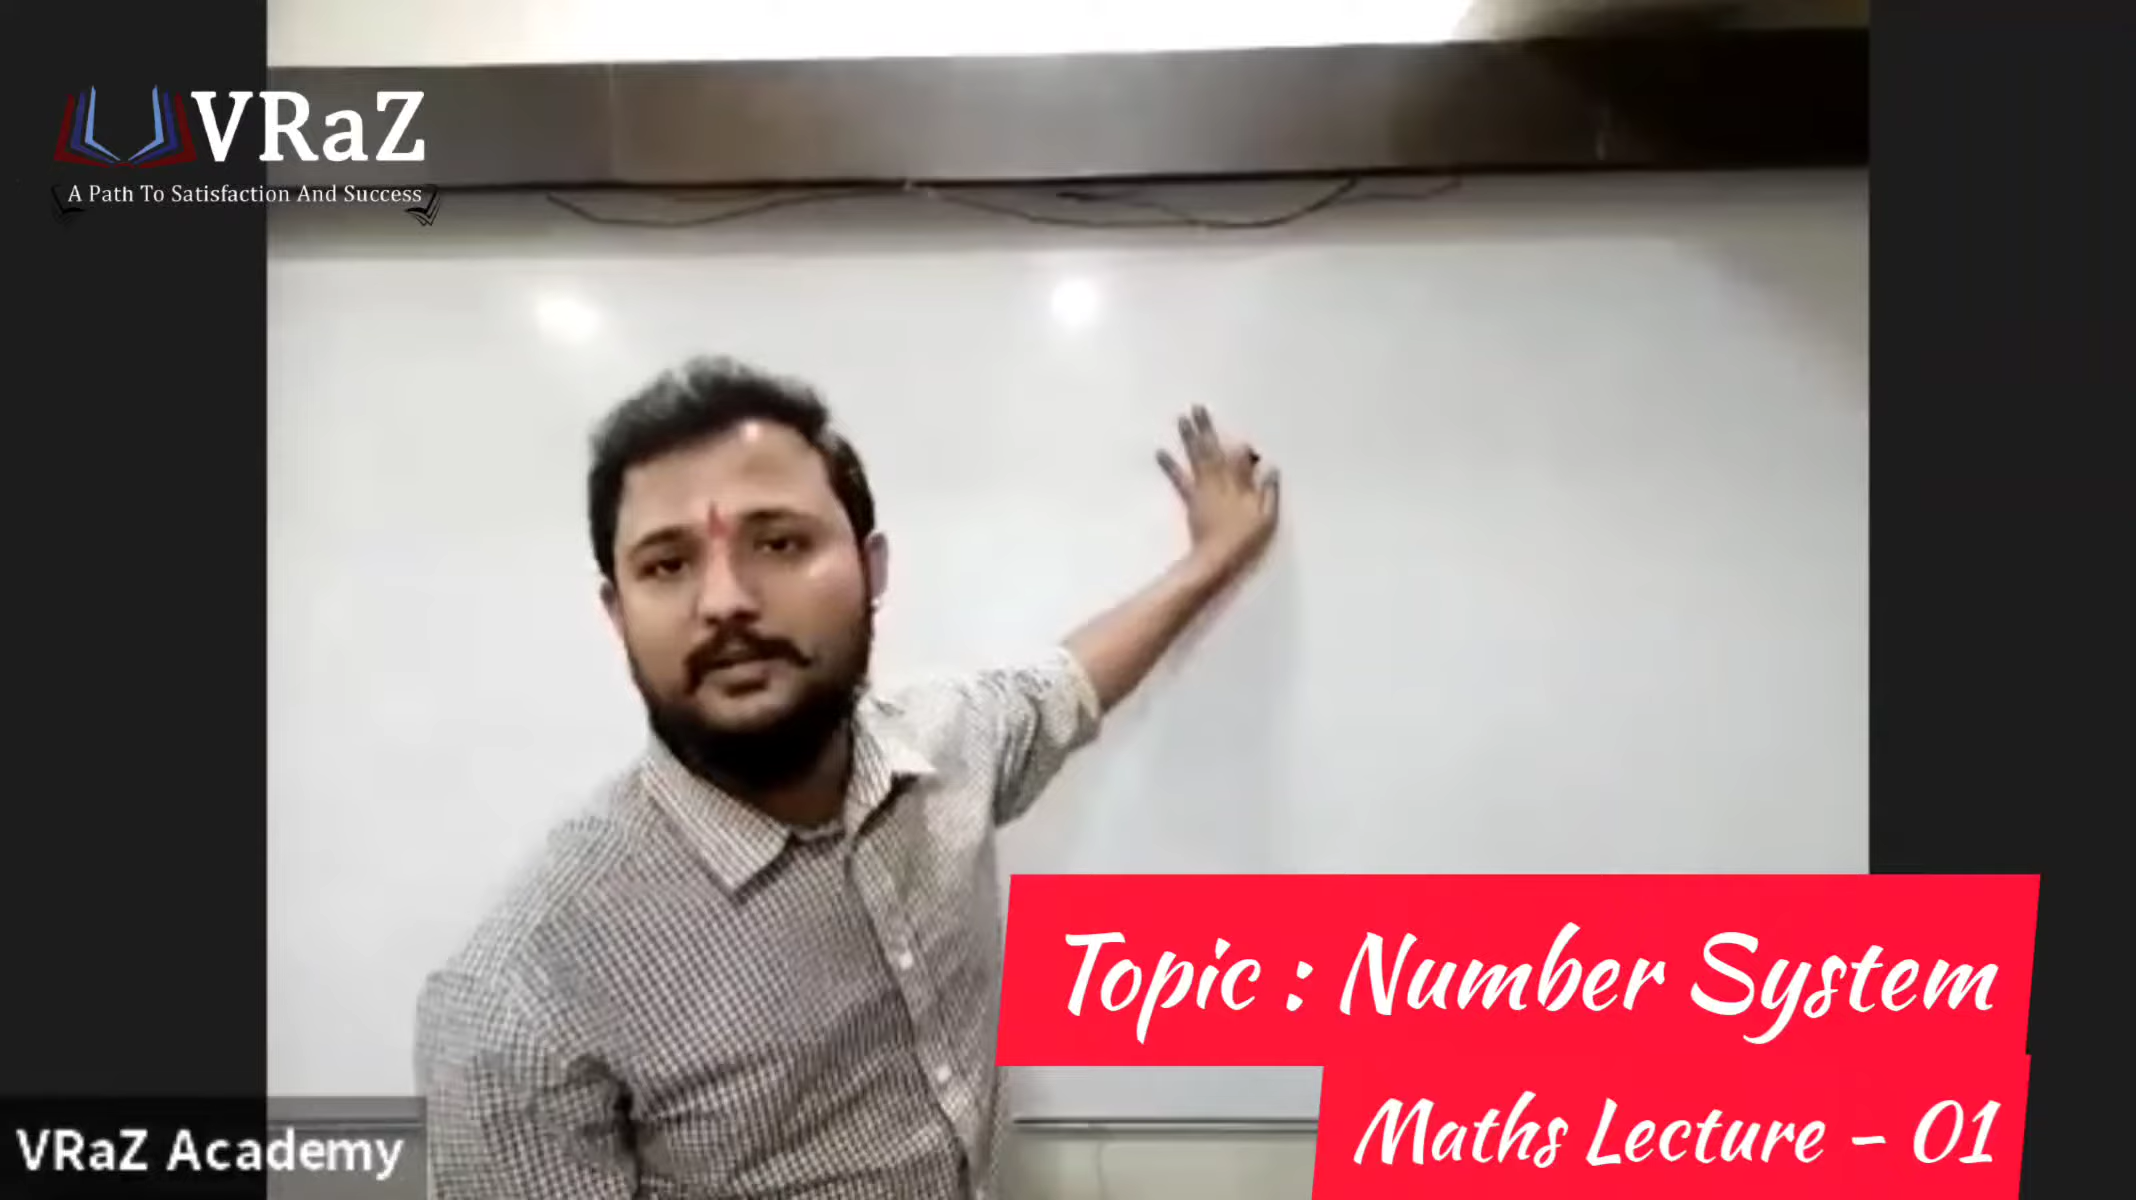 VRaZ
A Path To Satisfaction And Success
Topic : Number System
Maths Lecture - 01
VRaZ Academy